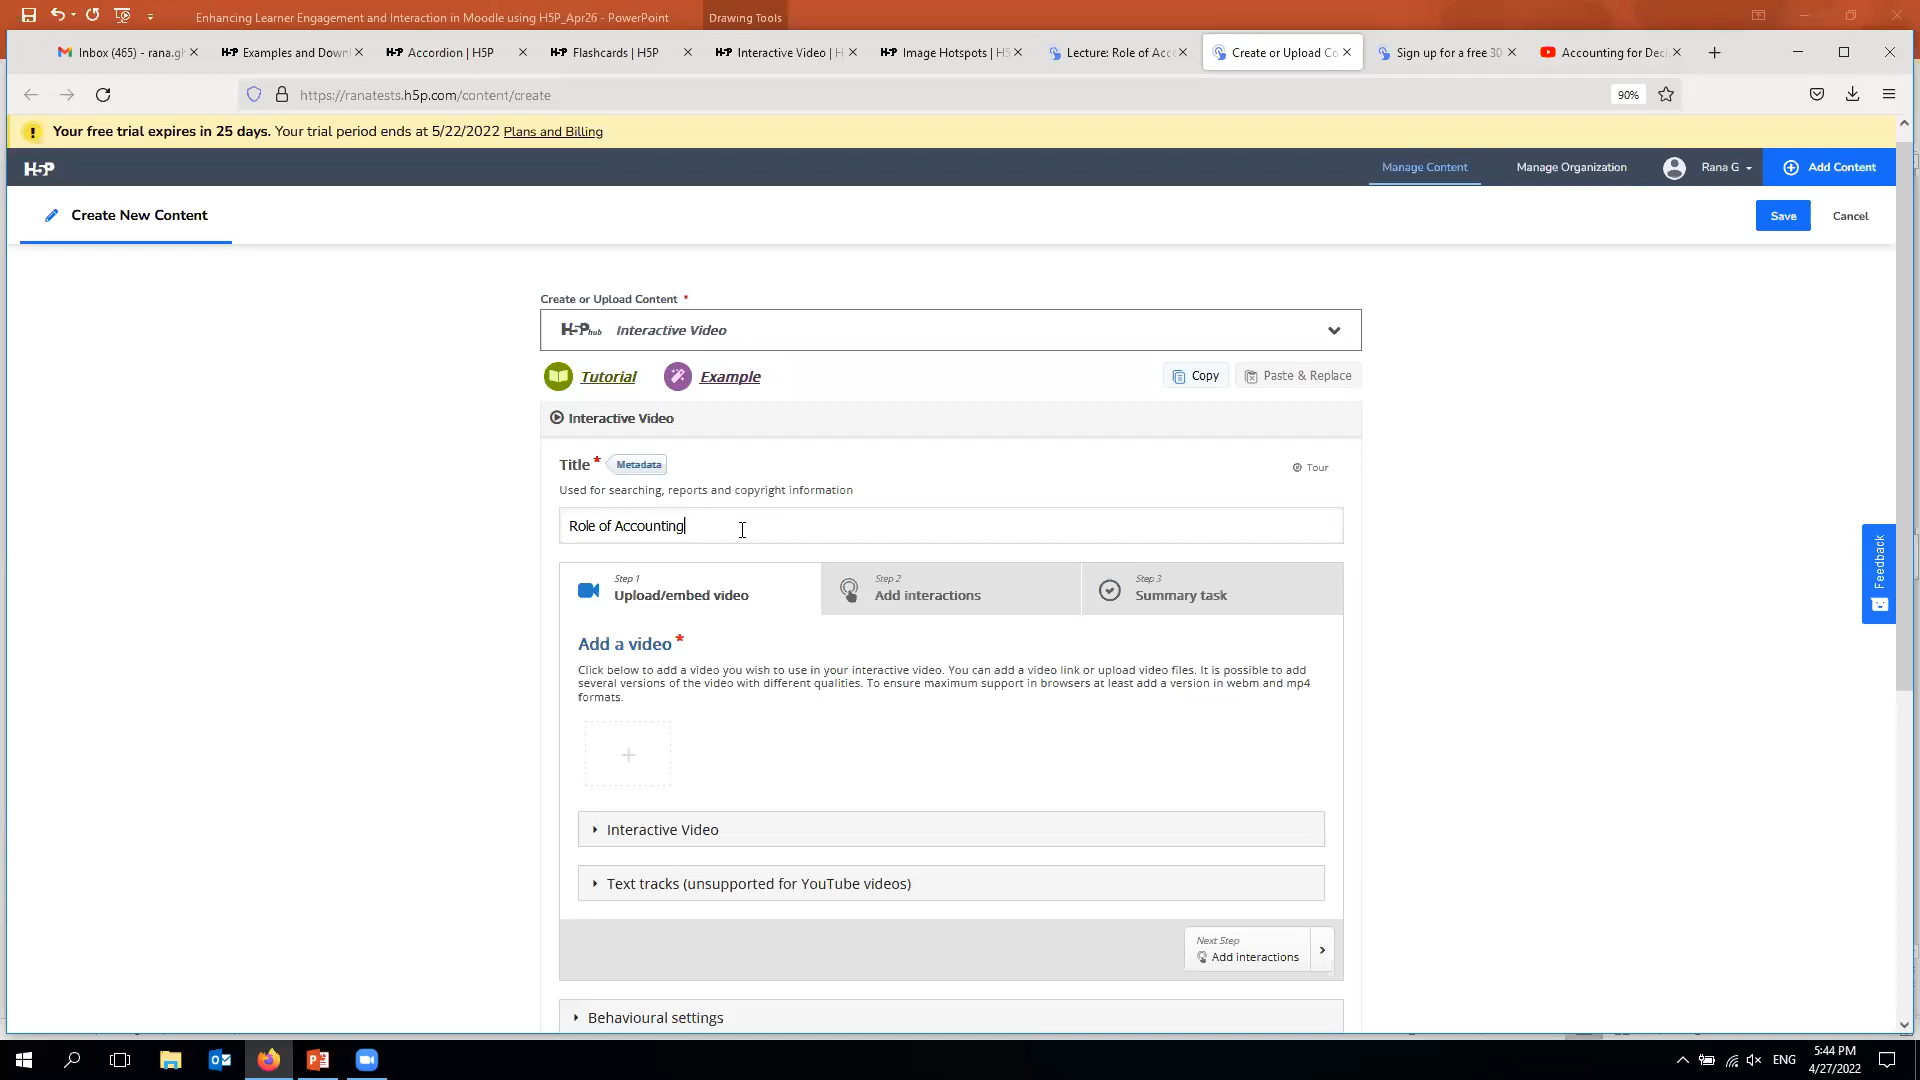 Enhancing Learner Engagement and Interaction in Moodle using H5P_Apr26 - PowerPoint
Drawing Tools
Inbox (465) - rana.gh
H5P Examples and Down
H5P Accordion | H5P
H5P Flashcards | H5P
H5P Interactive Video | H
H5P Image Hotspots | H5
Lecture: Role of Acc
Create or Upload Co
Sign up for a free 30
Accounting for Deci
https://ranatests.h5p.com/content/create
90%
Your free trial expires in 25 days. Your trial period ends at 5/22/2022 Plans and Billing
H5P
Manage Content
Manage Organization
Rana G
Add Content
Create New Content
Save
Cancel
Create or Upload Content *
H5P hub Interactive Video
Tutorial
Example
Copy
Paste & Replace
Interactive Video
Title * Metadata
Tour
Used for searching, reports and copyright information
Role of Accounting
Step 1
Upload/embed video
Step 2
Add interactions
Step 3
Summary task
Add a video *
Click below to add a video you wish to use in your interactive video. You can add a video link or upload video files. It is possible to add
several versions of the video with different qualities. To ensure maximum support in browsers at least add a version in webm and mp4
formats.
Interactive Video
Text tracks (unsupported for YouTube videos)
Next Step
Add interactions
Behavioural settings
Feedback
ENG
5:44 PM
4/27/2022